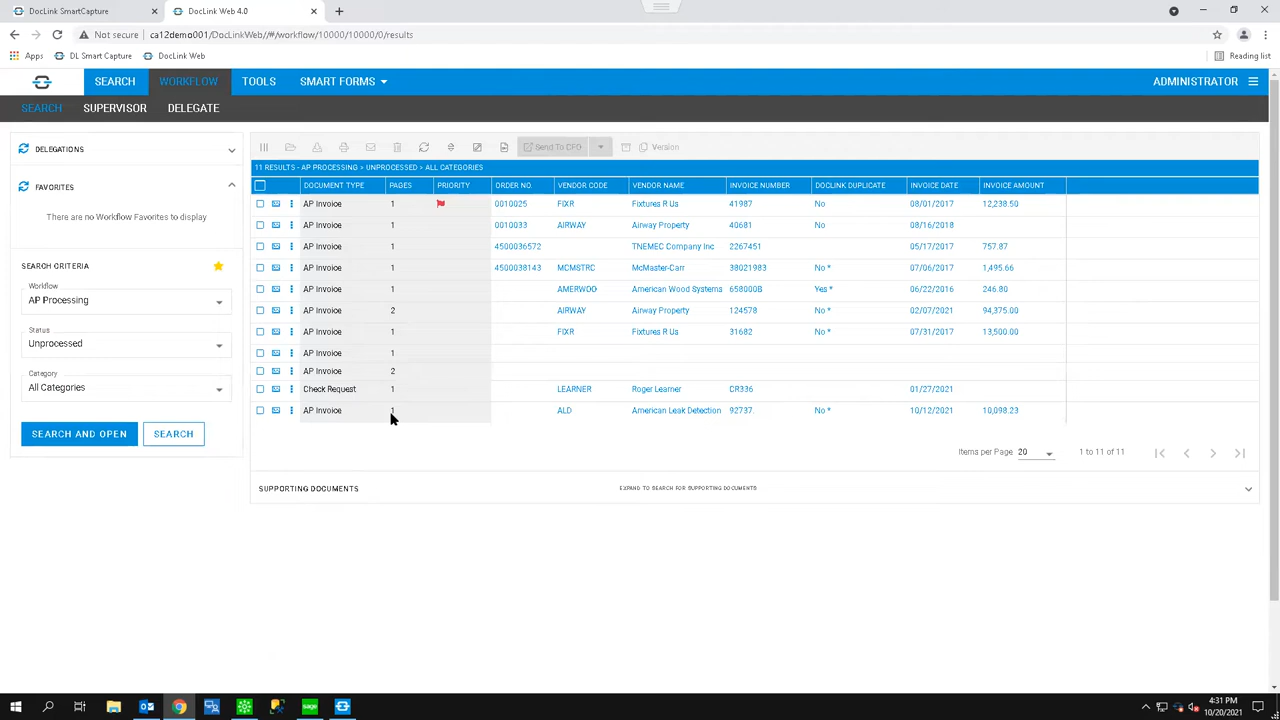 DocLink SmartCapture
DocLink Web 4.0
Not secure ca12demo001/DocLinkWeb/#/workflow/10000/10000/0/results
Apps DL Smart Capture DocLink Web Reading list
SEARCH WORKFLOW TOOLS SMART FORMS ADMINISTRATOR
SEARCH SUPERVISOR DELEGATE
DELEGATIONS
FAVORITES
There are no Workflow Favorites to display
SEARCH CRITERIA
Workflow
AP Processing
Status
Unprocessed
Category
All Categories
SEARCH AND OPEN SEARCH
Send To CFO Version
11 RESULTS - AP PROCESSING > UNPROCESSED > ALL CATEGORIES
DOCUMENT TYPE PAGES PRIORITY ORDER NO. VENDOR CODE VENDOR NAME INVOICE NUMBER DOCLINK DUPLICATE INVOICE DATE INVOICE AMOUNT
AP Invoice 1 0010025 FIXR Fixtures R Us 41987 No 08/01/2017 12,238.50
AP Invoice 1 0010033 AIRWAY Airway Property 40681 No 08/16/2018
AP Invoice 1 4500036572 TNEMEC Company Inc 2267451 05/17/2017 757.87
AP Invoice 1 4500038143 MCMSTRC McMaster-Carr 38021983 No * 07/06/2017 1,495.66
AP Invoice 1 AMERWOD American Wood Systems 658000B Yes * 06/22/2016 246.80
AP Invoice 2 AIRWAY Airway Property 124578 No * 02/07/2021 94,375.00
AP Invoice 1 FIXR Fixtures R Us 31682 No * 07/31/2017 13,500.00
AP Invoice 1
AP Invoice 2
Check Request 1 LEARNER Roger Learner CR336 01/27/2021
AP Invoice 1 ALD American Leak Detection 92737. No * 10/12/2021 10,098.23
Items per Page 20 1 to 11 of 11
SUPPORTING DOCUMENTS EXPAND TO SEARCH FOR SUPPORTING DOCUMENTS
sage
4:31 PM
10/20/2021